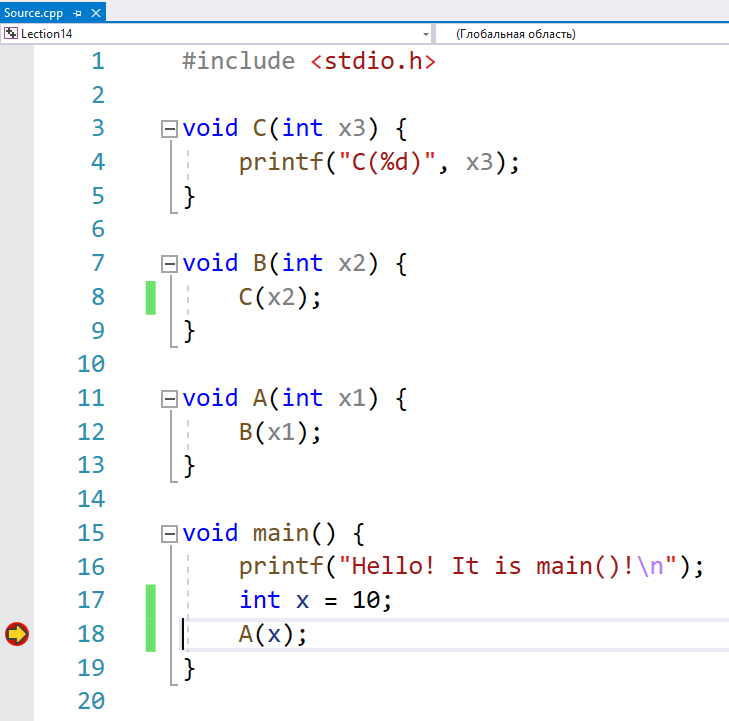 Source.cpp
Lection14 (Глобальная область)
1 #include <stdio.h>
2
3 void C(int x3) {
4 printf("C(%d)", x3);
5 }
6
7 void B(int x2) {
8 C(x2);
9 }
10
11 void A(int x1) {
12 B(x1);
13 }
14
15 void main() {
16 printf("Hello! It is main()!\n");
17 int x = 10;
18 A(x);
19 }
20